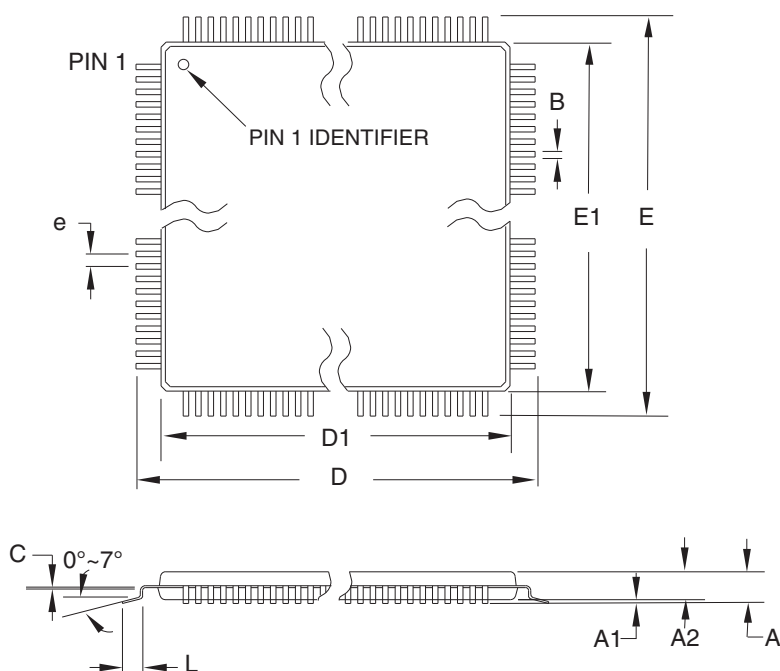 PIN 1
B
PIN 1 IDENTIFIER
E1
E
e
D1
D
C
0°~7°
L
A1
A2
A